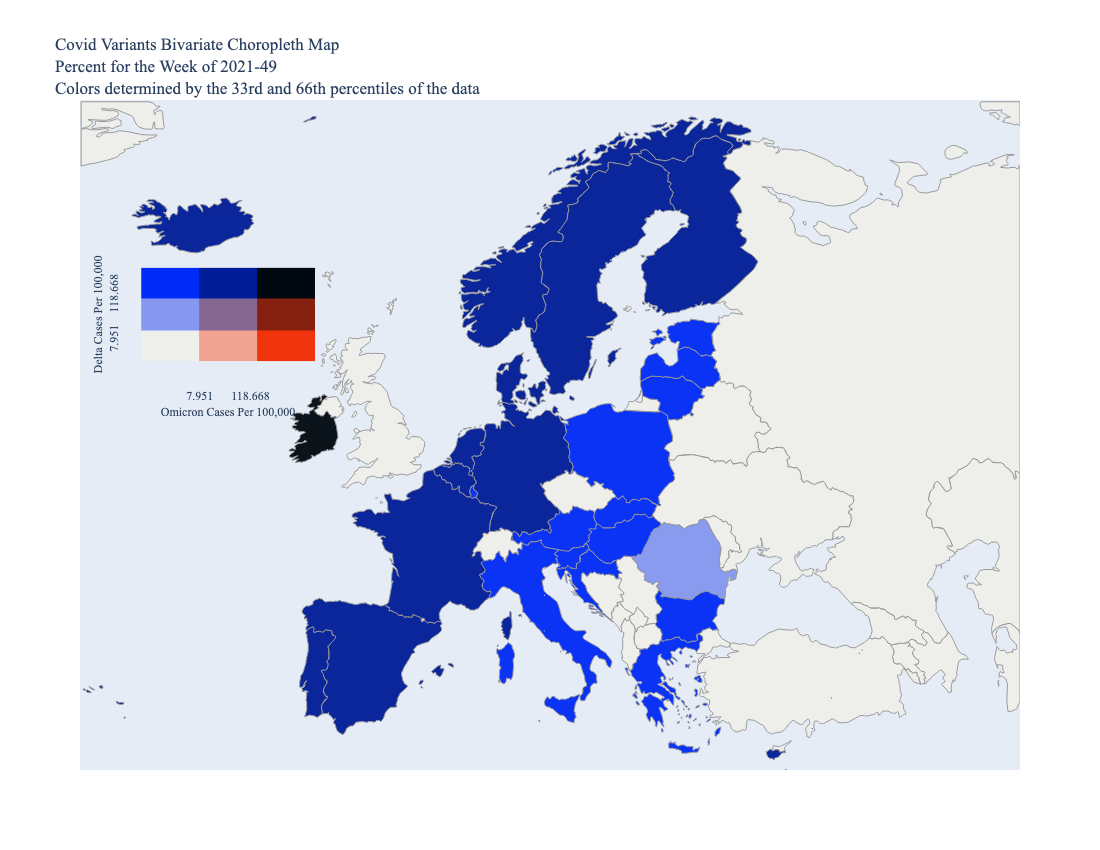 Covid Variants Bivariate Choropleth Map
Percent for the Week of 2021-49
Colors determined by the 33rd and 66th percentiles of the data
Delta Cases Per 100,000
7.951 118.668
7.951 118.668
Omicron Cases Per 100,000